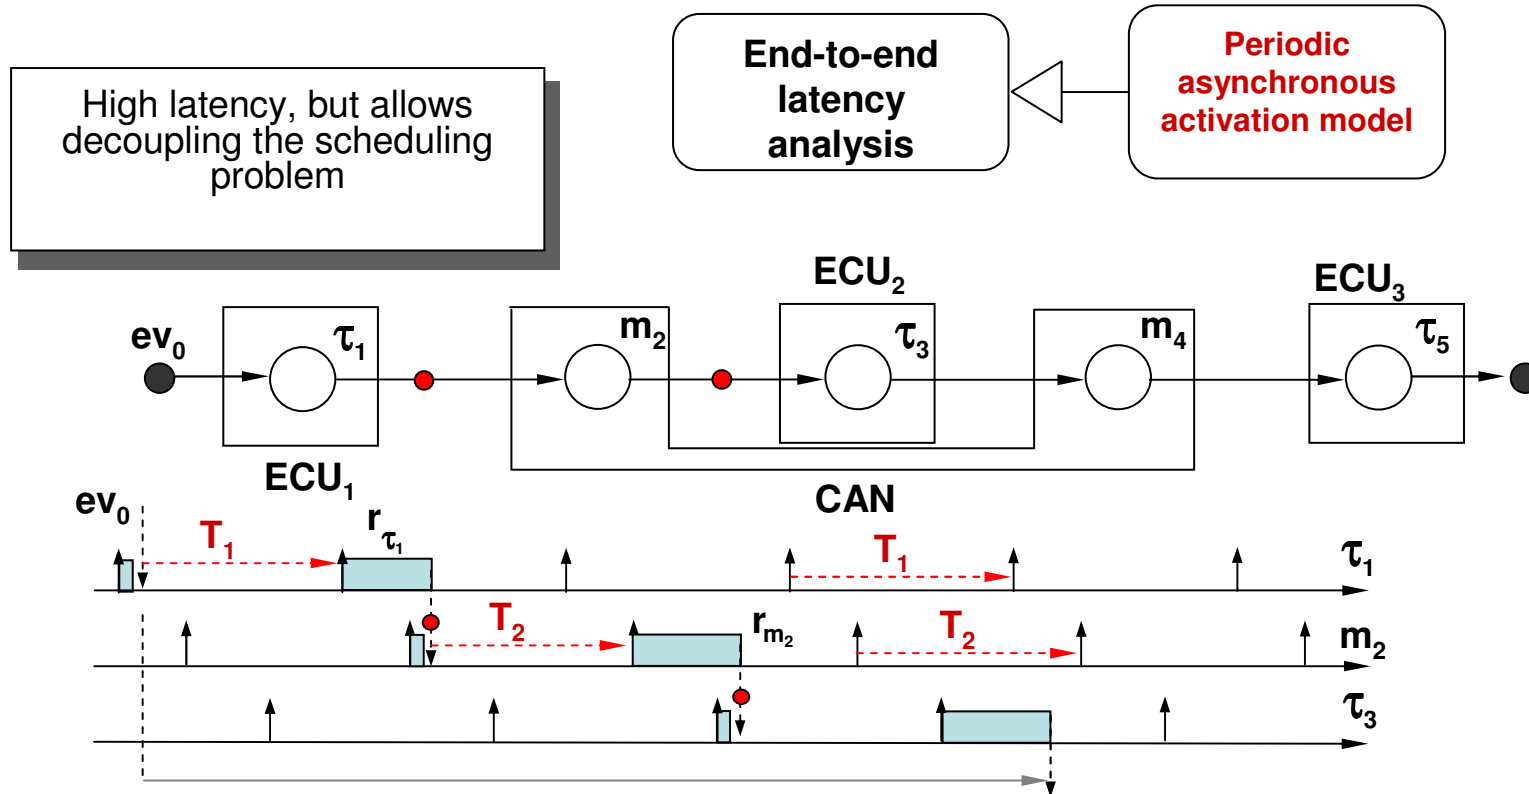 High latency, but allows
decoupling the scheduling
problem
End-to-end
latency
analysis
Periodic
asynchronous
activation model
ECU2
ECU3
ev0
τ1
m2
τ3
m4
τ5
ECU1
CAN
ev0
T1
rτ1
T1
τ1
T2
rm2
T2
m2
τ3